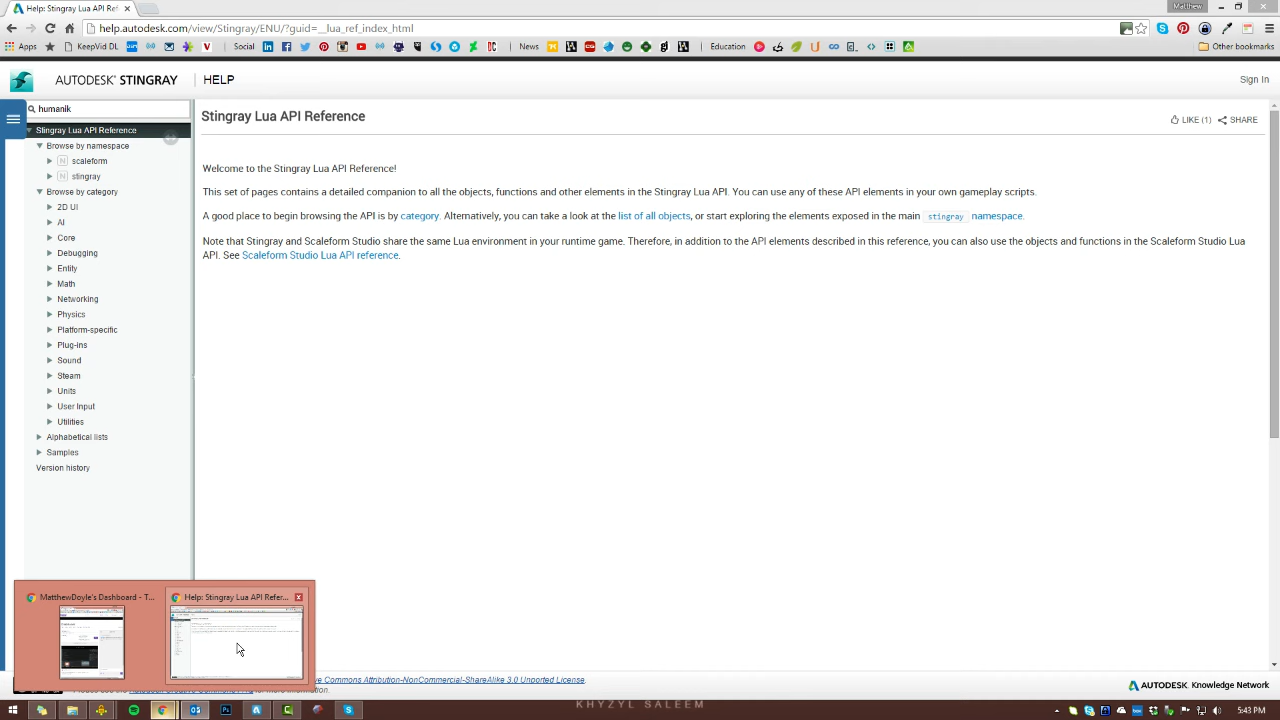 Help: Stingray Lua API Ref
Matthew
help.autodesk.com/view/Stingray/ENU/?guid=__lua_ref_index_html
Apps
KeepVid DL
Social
News
Education
Other bookmarks
AUTODESK® STINGRAY
HELP
Sign In
humanik
Stingray Lua API Reference
Browse by namespace
N scaleform
N stingray
Browse by category
2D UI
AI
Core
Debugging
Entity
Math
Networking
Physics
Platform-specific
Plug-ins
Sound
Steam
Units
User Input
Utilities
Alphabetical lists
Samples
Version history
Stingray Lua API Reference
LIKE (1)
SHARE
Welcome to the Stingray Lua API Reference!
This set of pages contains a detailed companion to all the objects, functions and other elements in the Stingray Lua API. You can use any of these API elements in your own gameplay scripts.
A good place to begin browsing the API is by category. Alternatively, you can take a look at the list of all objects, or start exploring the elements exposed in the main stingray namespace.
Note that Stingray and Scaleform Studio share the same Lua environment in your runtime game. Therefore, in addition to the API elements described in this reference, you can also use the objects and functions in the Scaleform Studio Lua
API. See Scaleform Studio Lua API reference.
MatthewDoyle's Dashboard - T...
Help: Stingray Lua API Refer...
Commons Attribution-NonCommercial-ShareAlike 3.0 Unported License.
for more information.
AUTODESK® Knowledge Network
KHYZYL SALEEM
5:43 PM